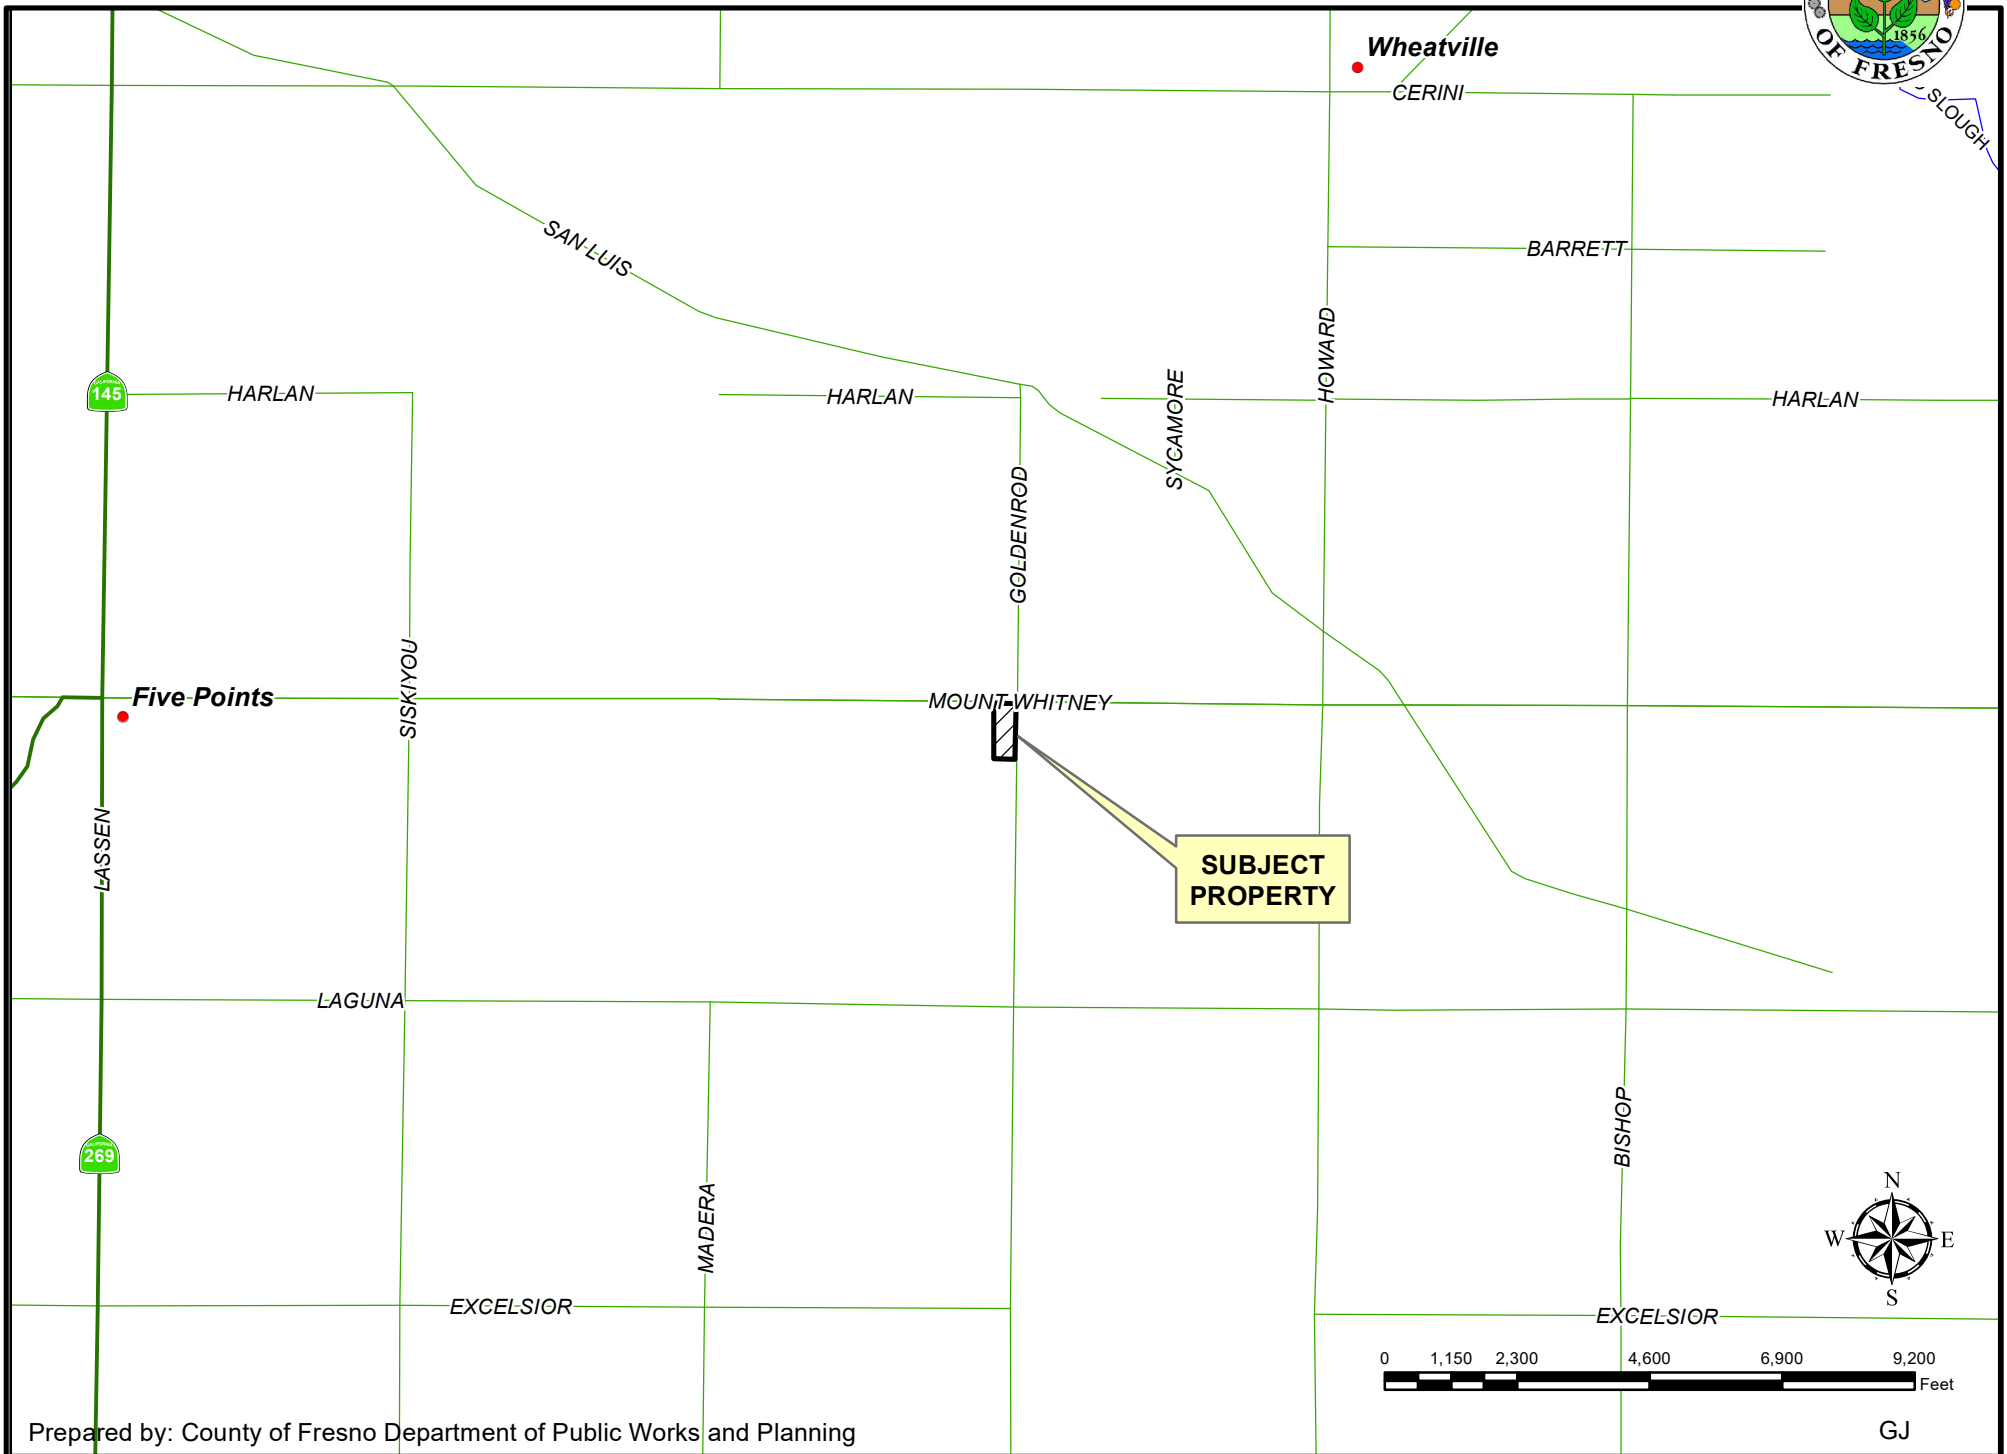 1856
OF FRESNO
Wheatville
CERINI
SLOUGH
SAN LUIS
BARRETT
HOWARD
SYCAMORE
CALIFORNIA
145
HARLAN
HARLAN
HARLAN
GOLDENROD
SISKIYOU
Five Points
MOUNT WHITNEY
LASSEN
SUBJECT
PROPERTY
LAGUNA
BISHOP
CALIFORNIA
269
MADERA
N
W
E
S
EXCELSIOR
EXCELSIOR
0 1,150 2,300 4,600 6,900 9,200
Feet
Prepared by: County of Fresno Department of Public Works and Planning
GJ